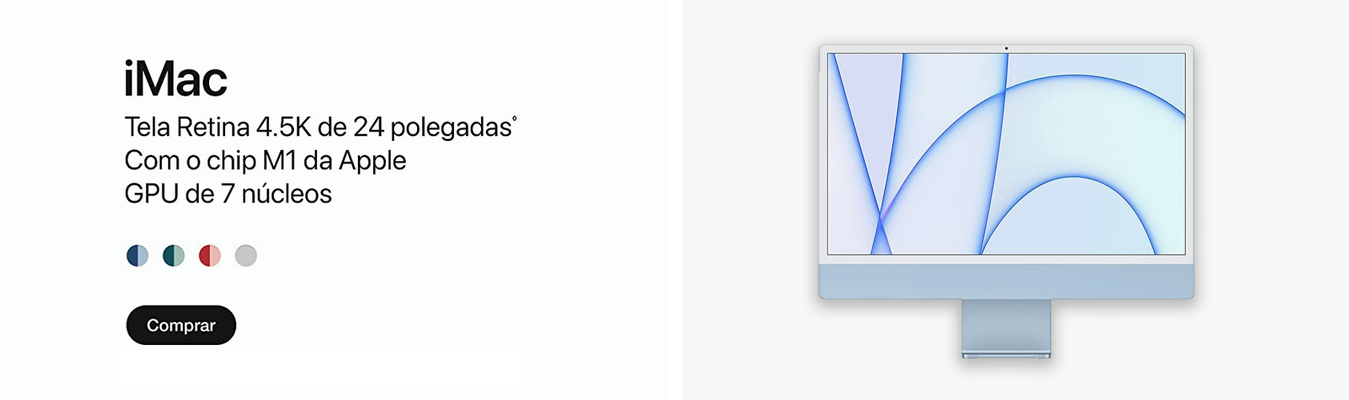 iMac
Tela Retina 4.5K de 24 polegadas◊
Com o chip M1 da Apple
GPU de 7 núcleos
Comprar